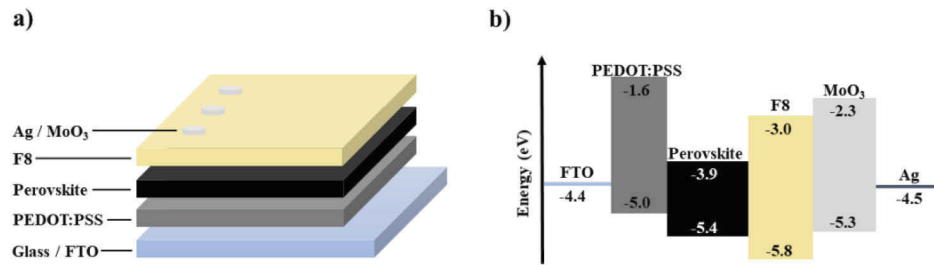 a)
Ag / MoO₃
F8
Perovskite
PEDOT:PSS
Glass / FTO
b)
Energy (eV)
PEDOT:PSS
-1.6
-5.0
FTO
-4.4
Perovskite
-3.9
-5.4
F8
-3.0
-5.8
MoO₃
-2.3
-5.3
Ag
-4.5